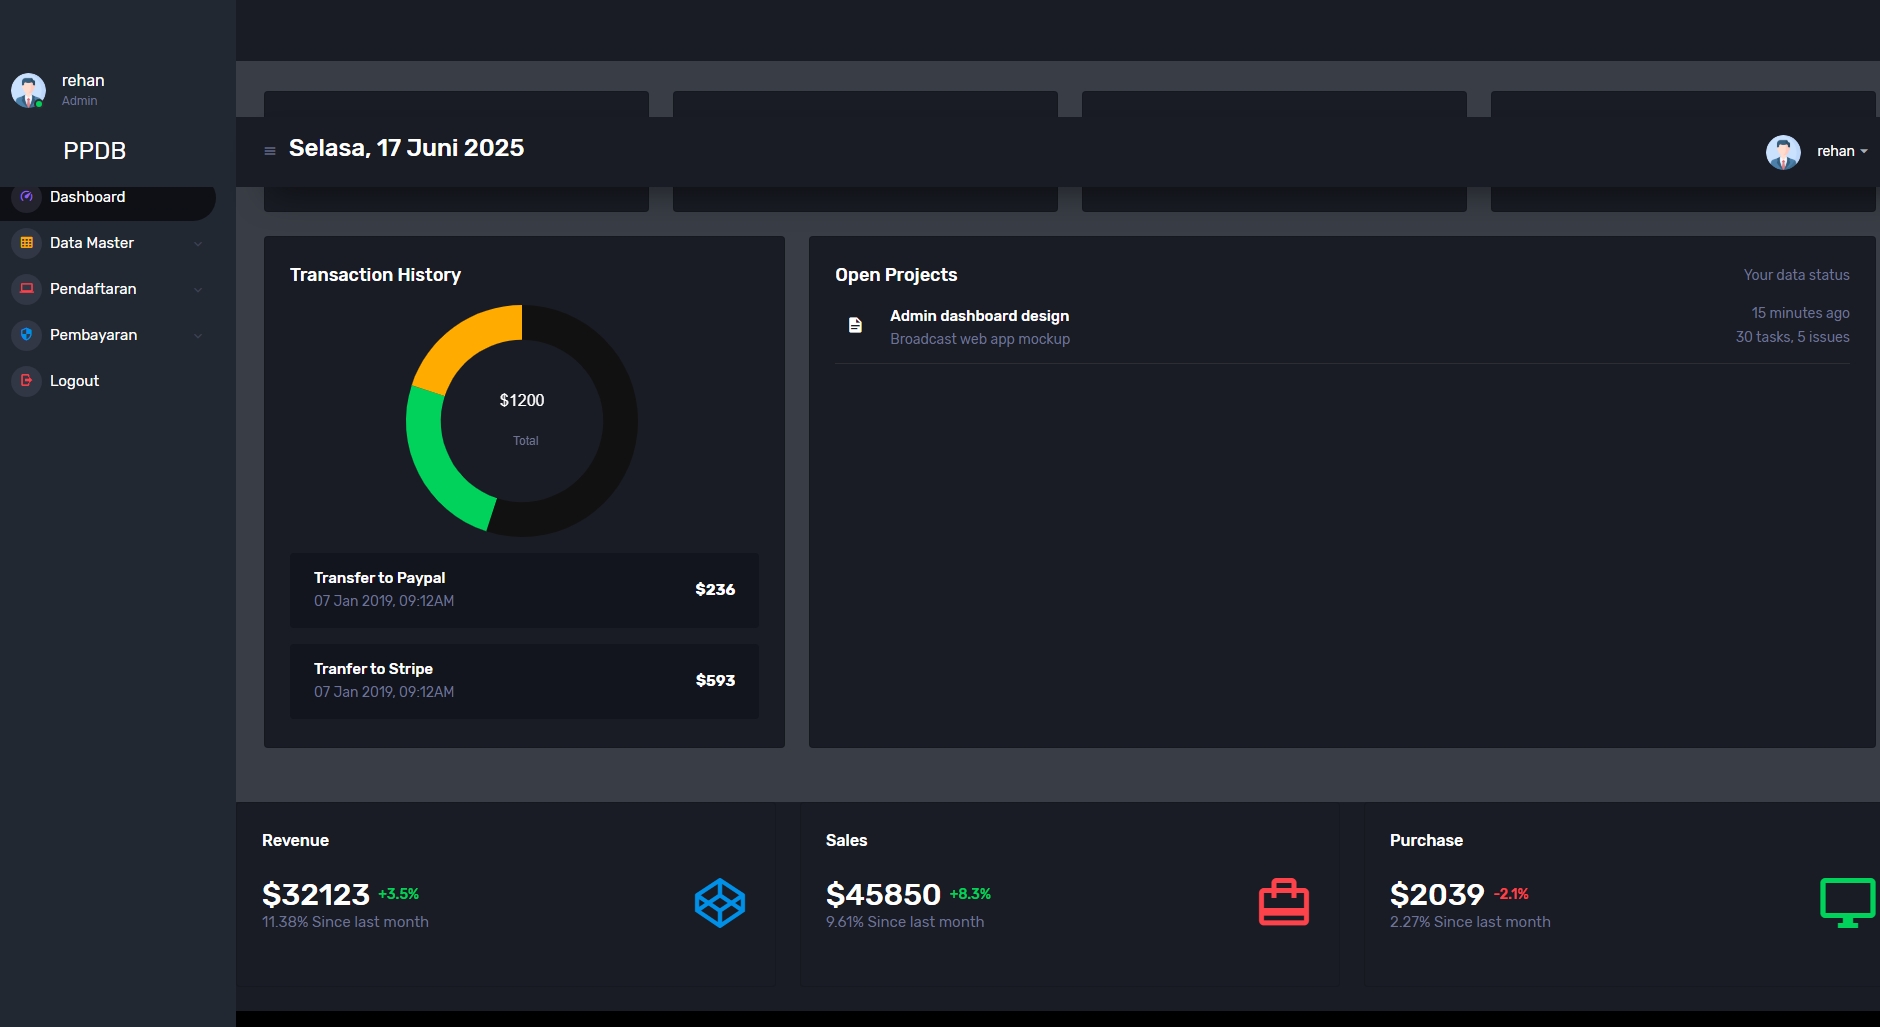 rehan
Admin
PPDB
Dashboard
Data Master
Pendaftaran
Pembayaran
Logout
Selasa, 17 Juni 2025
rehan
Transaction History
$1200
Total
Transfer to Paypal
07 Jan 2019, 09:12AM
$236
Tranfer to Stripe
07 Jan 2019, 09:12AM
$593
Open Projects
Your data status
Admin dashboard design
Broadcast web app mockup
15 minutes ago
30 tasks, 5 issues
Revenue
$32123 +3.5%
11.38% Since last month
Sales
$45850 +8.3%
9.61% Since last month
Purchase
$2039 -2.1%
2.27% Since last month